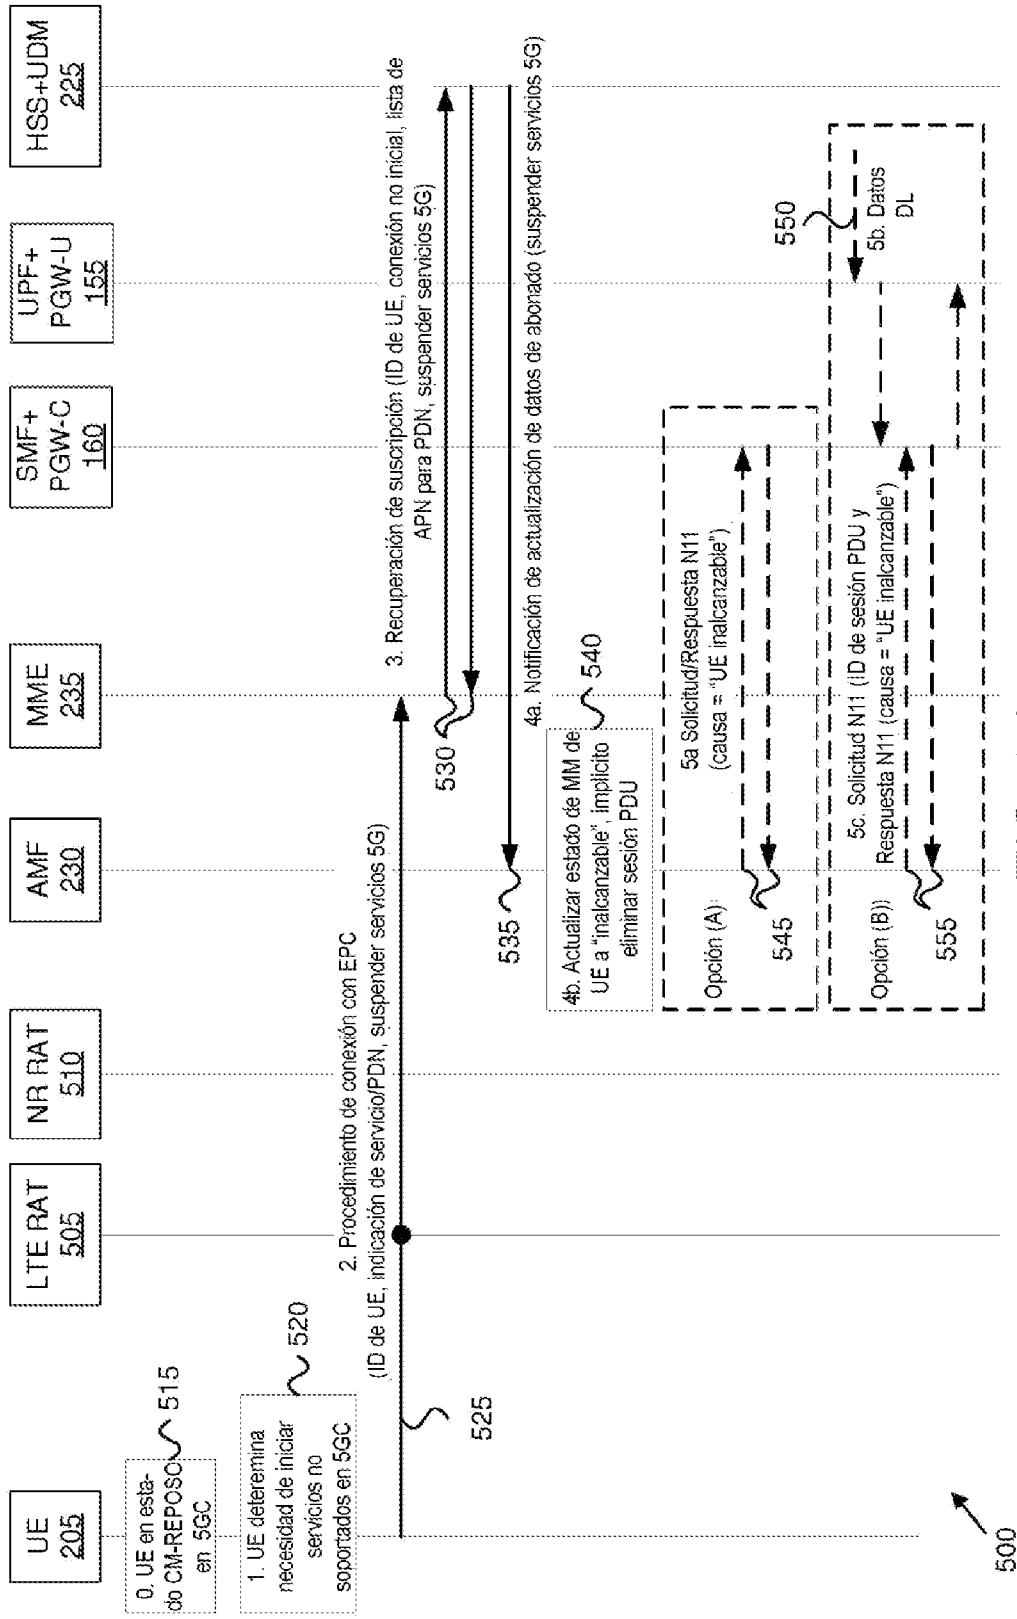 UE
205
LTE RAT
505
NR RAT
510
AMF
230
MME
235
SMF+
PGW-C
160
UPF+
PGW-U
155
HSS+UDM
225
0. UE en esta-
do CM-REPOSO
en 5GC
515
1. UE deteremina
necesidad de iniciar
servicios no
soportados en 5GC
520
2. Procedimiento de conexión con EPC
(ID de UE, indicación de servicio/PDN, suspender servicios 5G)
525
3. Recuperación de suscripción (ID de UE, conexión no inicial, lista de
APN para PDN, suspender servicios 5G)
530
4a. Notificación de actualización de datos de abonado (suspender servicios 5G)
535
4b. Actualizar estado de MM de
UE a "inalcanzable", implícito
eliminar sesión PDU
540
Opción (A):
5a Solicitud/Respuesta N11
(causa = "UE inalcanzable")
545
Opción (B))
550
5b. Datos
DL
5c. Solicitud N11 (ID de sesión PDU y
Respuesta N11 (causa = "UE inalcanzable")
555
500